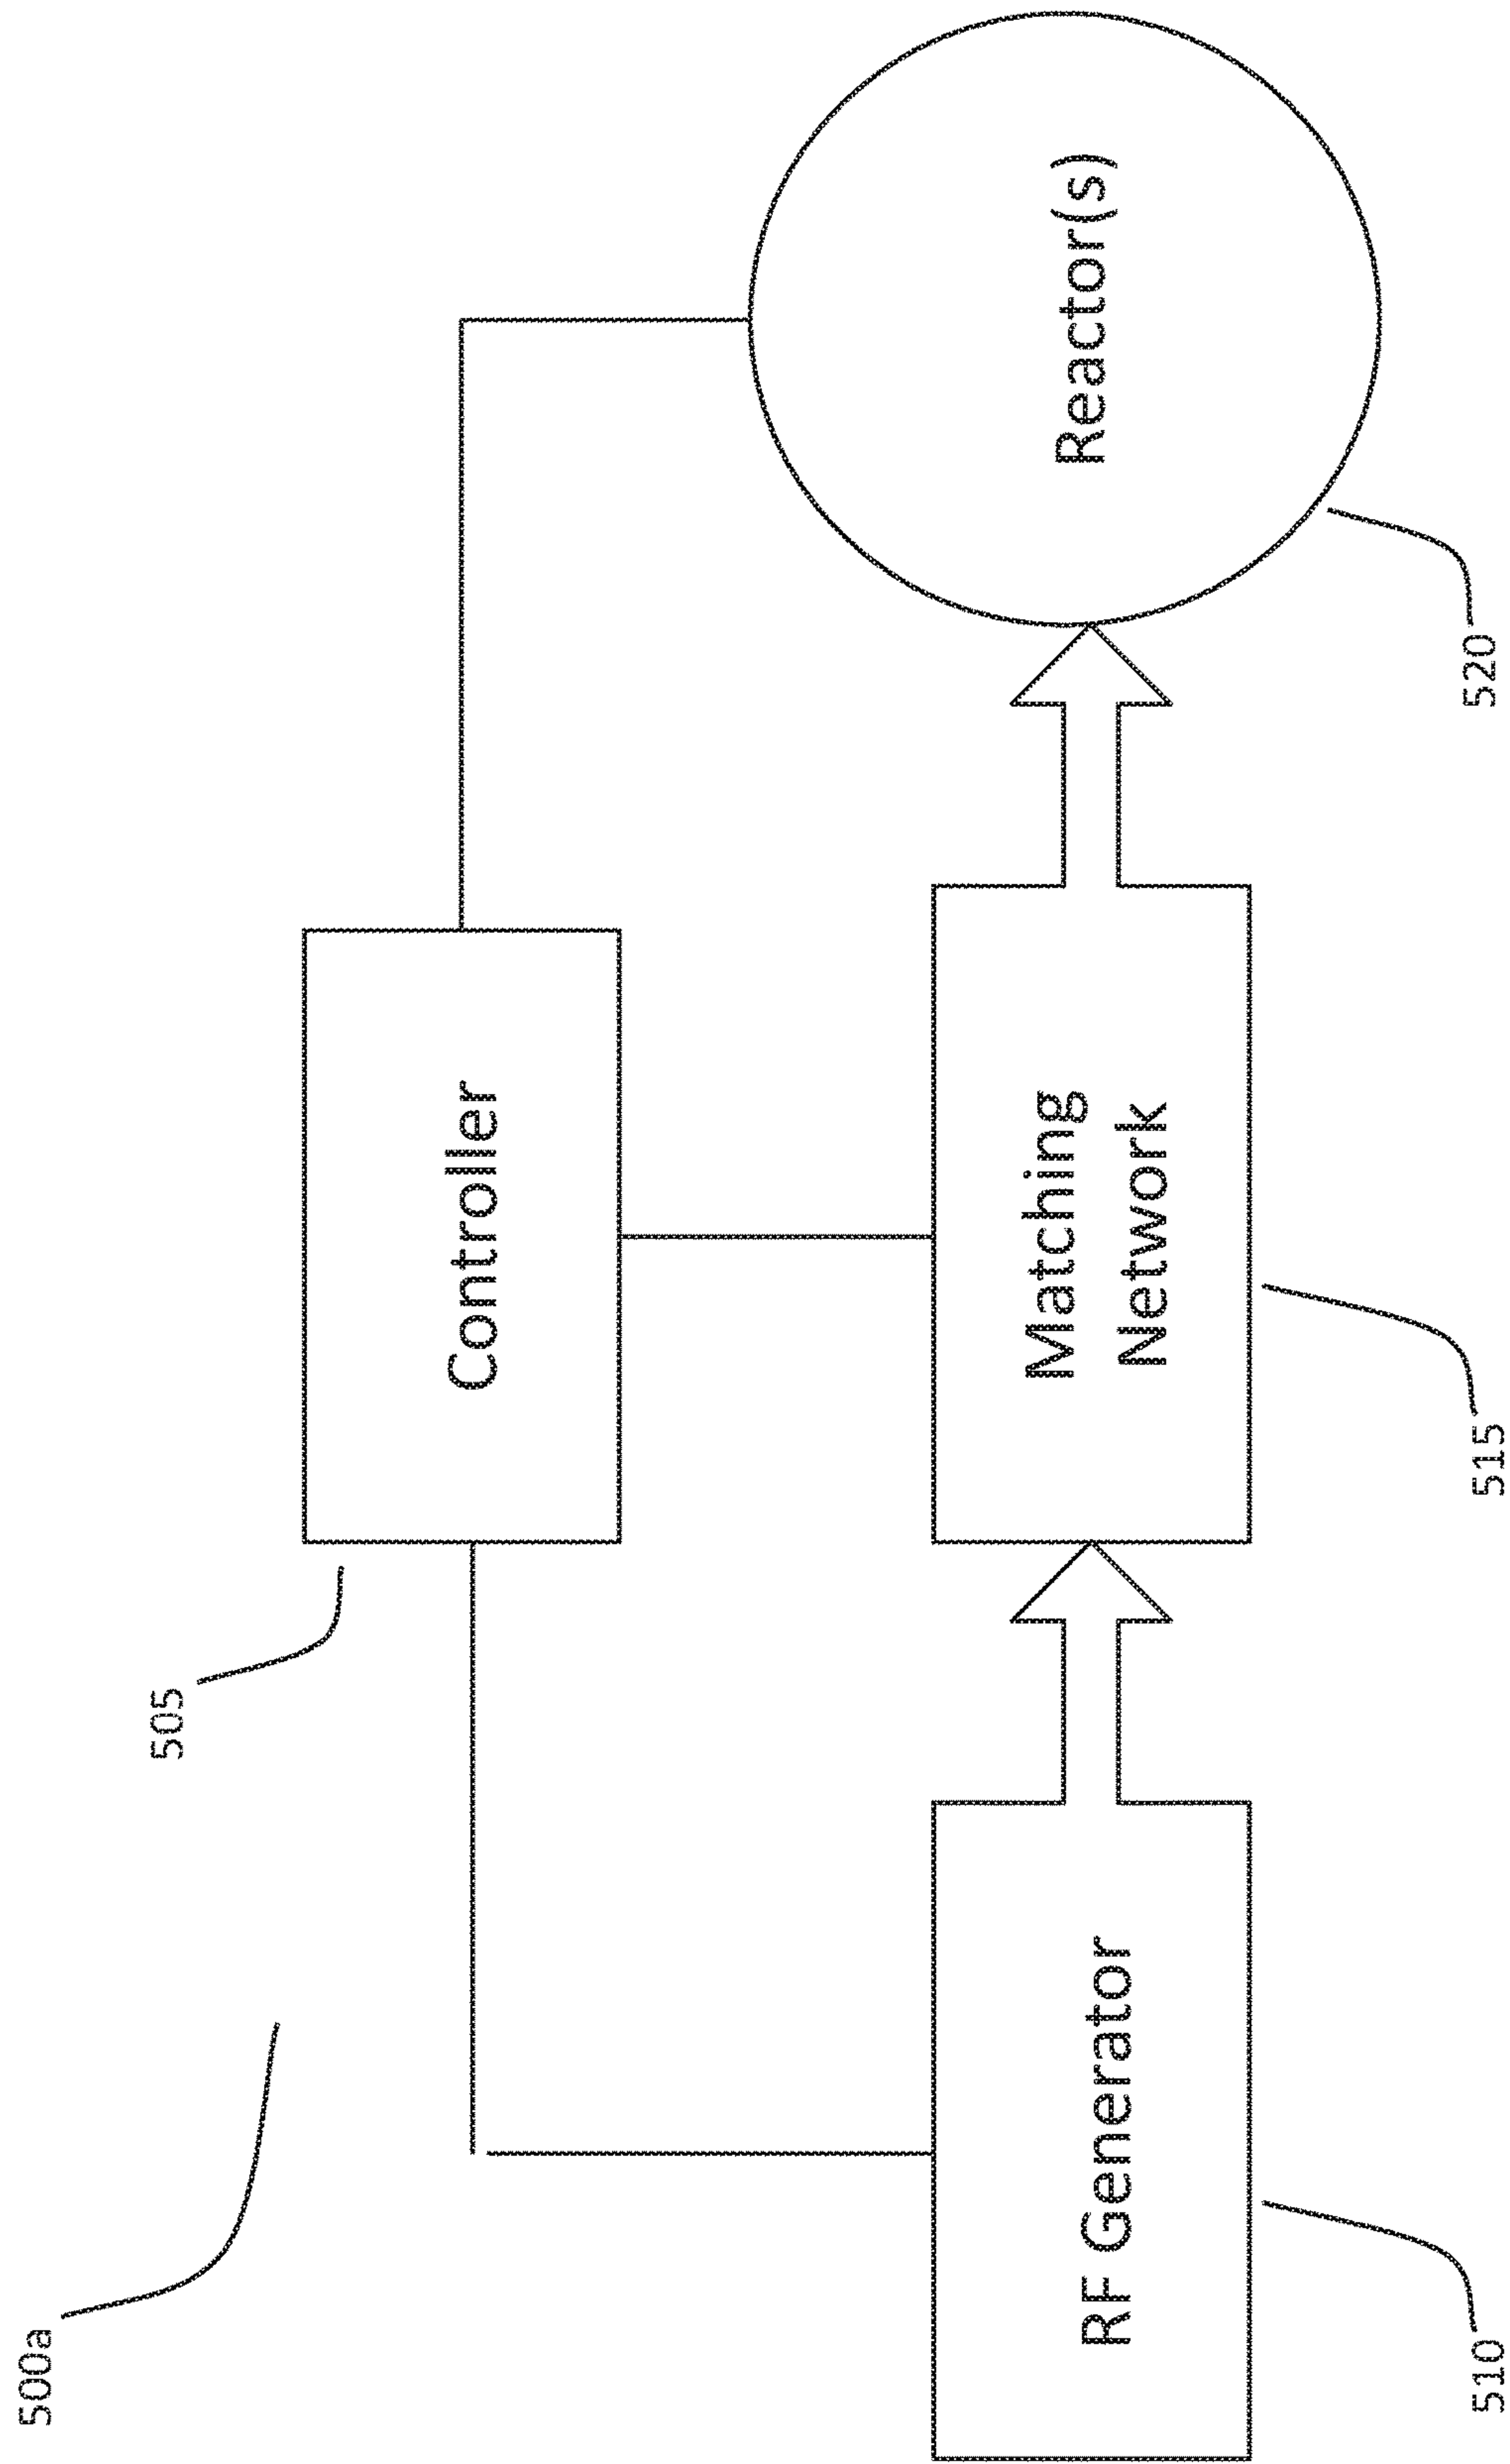 500a
505
Controller
RF Generator
Matching
Network
Reactor(s)
510
515
520